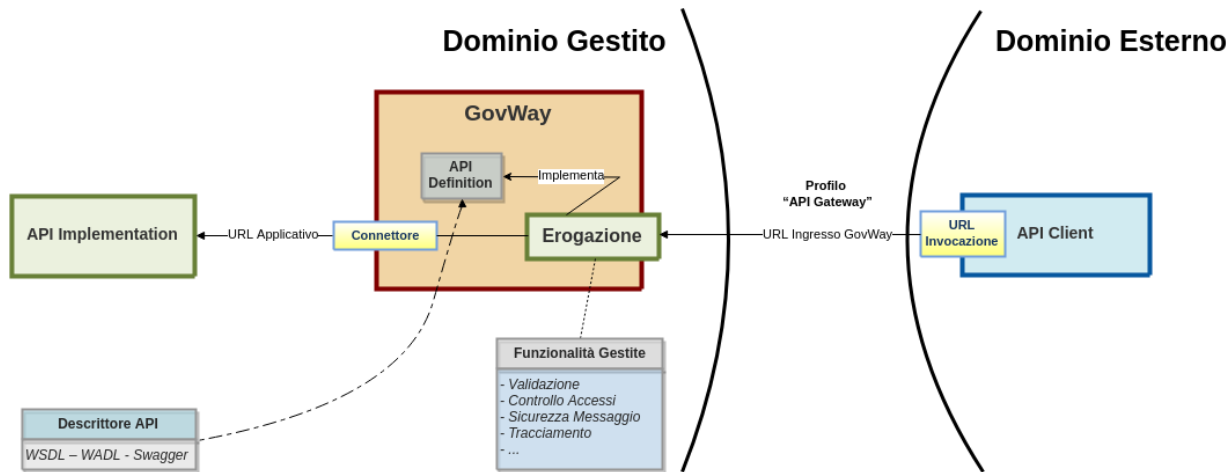 Dominio Gestito
Dominio Esterno
GovWay
API
Definition
Implementa
Profilo
“API Gateway”
API Implementation
URL Applicativo
Connettore
Erogazione
URL Ingresso GovWay
URL
Invocazione
API Client
Funzionalità Gestite
- Validazione
- Controllo Accessi
- Sicurezza Messaggio
- Tracciamento
- ...
Descrittore API
WSDL – WADL - Swagger